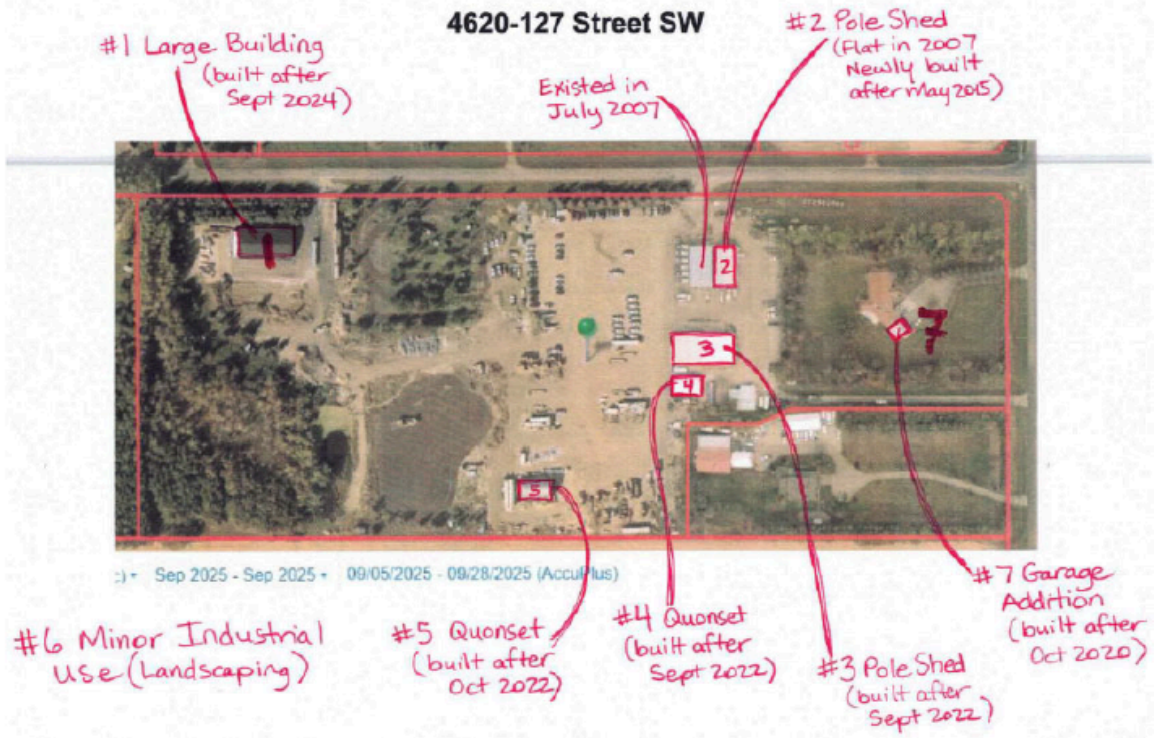 4620-127 Street SW
#1 Large Building
(built after
Sept 2024)
Existed in
July 2007
#2 Pole Shed
(Flat in 2007
Newly built
after May 2015)
1
2
3
4
5
7
Sep 2025 - Sep 2025
09/05/2025 - 09/28/2025 (AccuPlus)
#6 Minor Industrial
Use (Landscaping)
#5 Quonset
(built after
Oct 2022)
#4 Quonset
(built after
Sept 2022)
#3 Pole Shed
(built after
Sept 2022)
#7 Garage
Addition
(built after
Oct 2020)